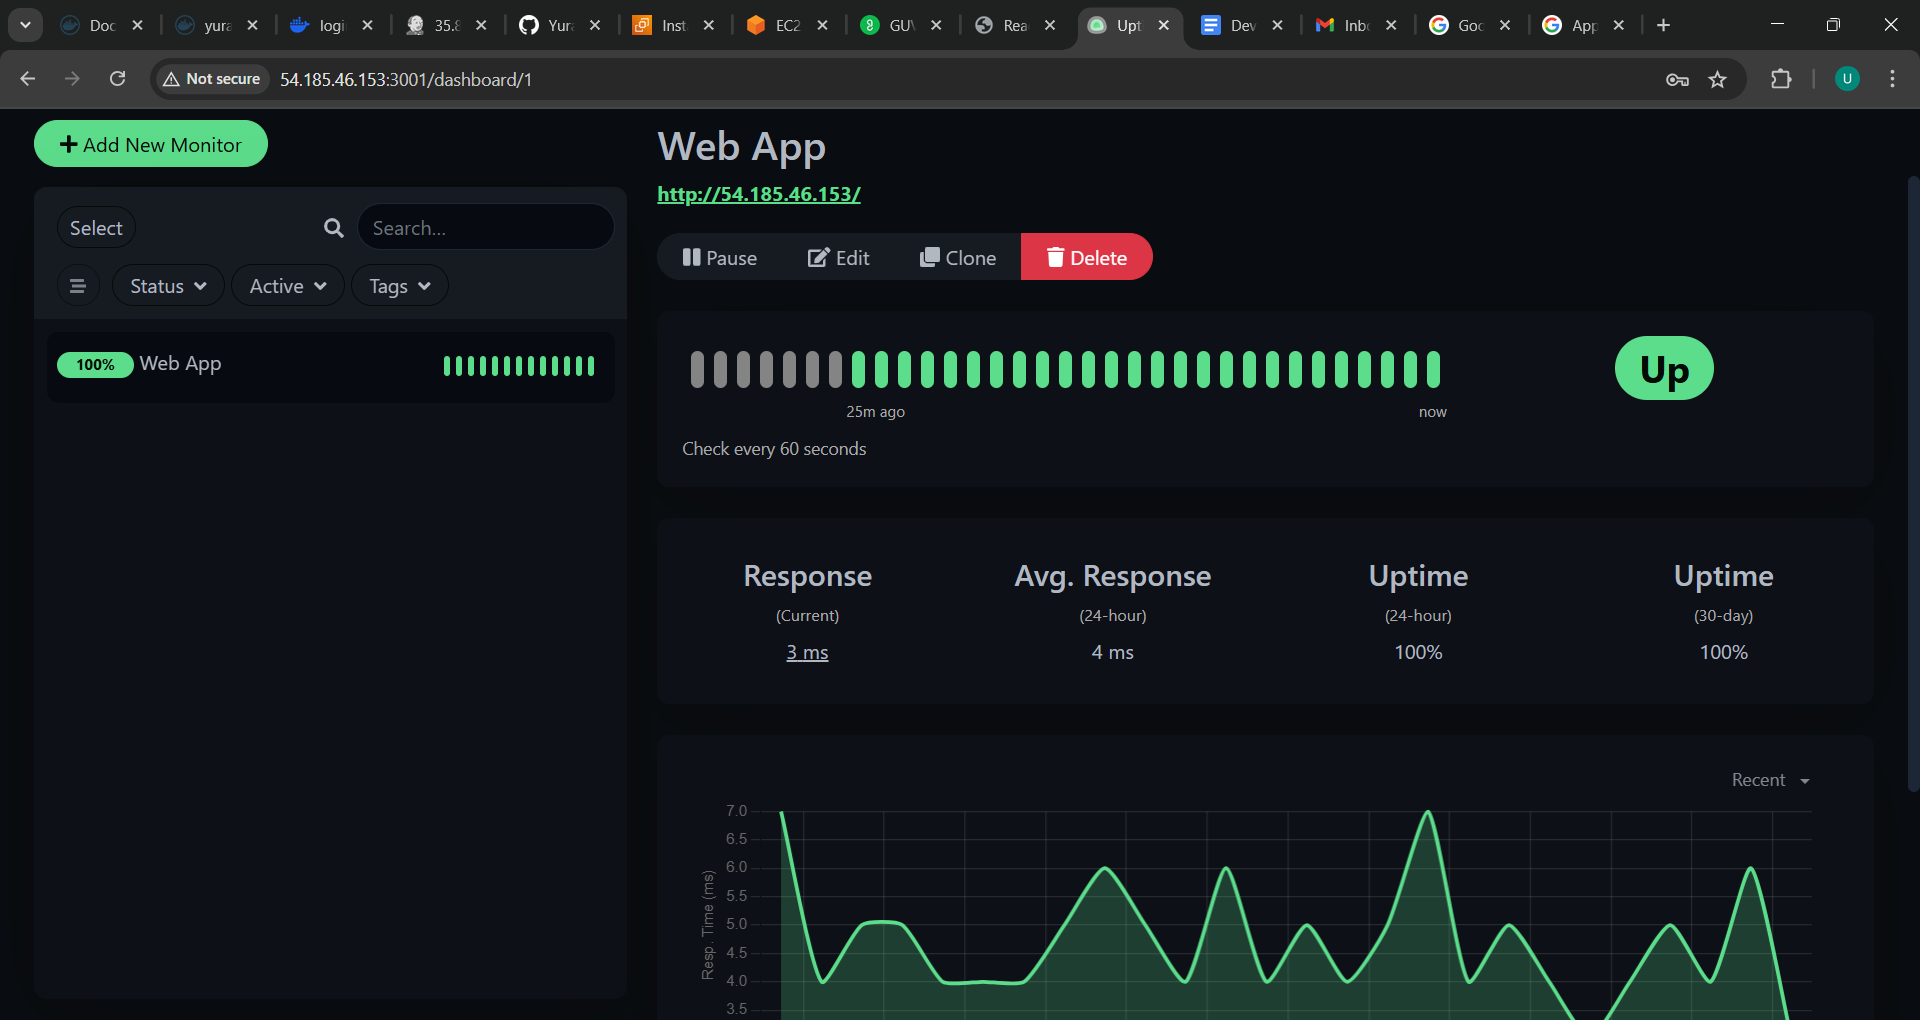 Doc
yura
logi
35.8
Yur
Inst
EC2
GUV
Rea
Upt
Dev
Inbo
Goo
App
Not secure
54.185.46.153:3001/dashboard/1
U
Add New Monitor
Select
Search...
Status
Active
Tags
100% Web App
Web App
http://54.185.46.153/
Pause Edit Clone Delete
25m ago
now
Up
Check every 60 seconds
Response Avg. Response Uptime Uptime
(Current) (24-hour) (24-hour) (30-day)
3 ms 4 ms 100% 100%
Recent
Resp. Time (ms)
7.0
6.5
6.0
5.5
5.0
4.5
4.0
3.5